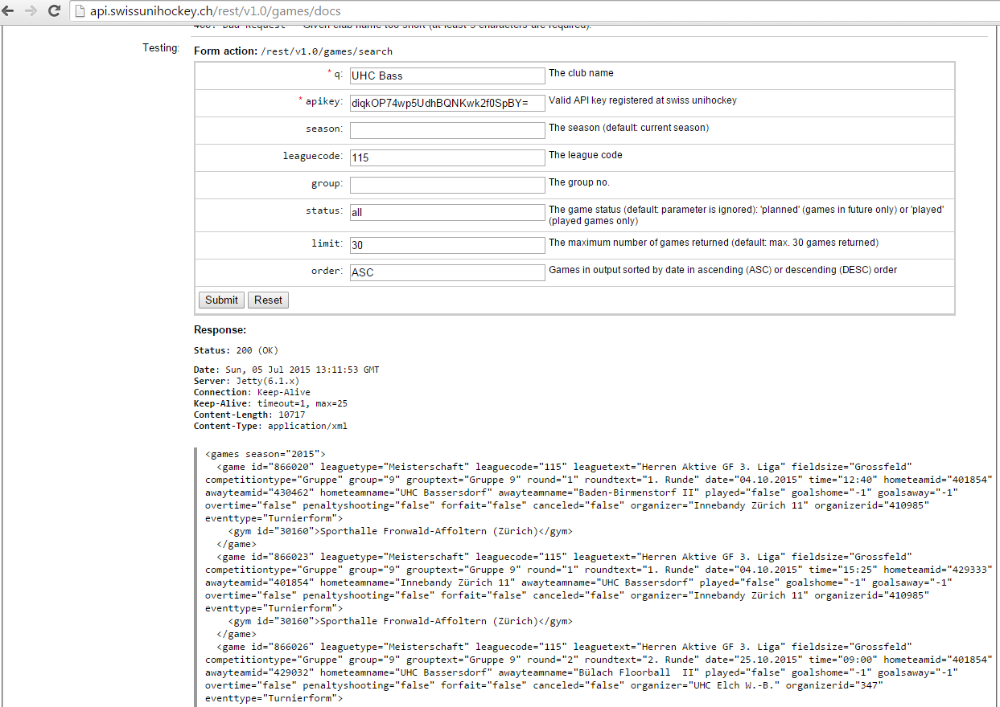 api.swissunihockey.ch/rest/v1.0/games/docs
400: Bad Request - Given club name too short (at least 3 characters are required).
Testing: Form action: /rest/v1.0/games/search
* q: UHC Bass The club name
* apikey: diqkOP74wp5UdhBQNKwk2f0SpBY= Valid API key registered at swiss unihockey
season: The season (default: current season)
leaguecode: 115 The league code
group: The group no.
status: all The game status (default: parameter is ignored): 'planned' (games in future only) or 'played'
(played games only)
limit: 30 The maximum number of games returned (default: max. 30 games returned)
order: ASC Games in output sorted by date in ascending (ASC) or descending (DESC) order
Submit Reset
Response:
Status: 200 (OK)
Date: Sun, 05 Jul 2015 13:11:53 GMT
Server: Jetty(6.1.x)
Connection: Keep-Alive
Keep-Alive: timeout=1, max=25
Content-Length: 10717
Content-Type: application/xml
<games season="2015">
<game id="866020" leaguetype="Meisterschaft" leaguecode="115" leaguetext="Herren Aktive GF 3. Liga" fieldsize="Grossfeld"
competitiontype="Gruppe" group="9" grouptext="Gruppe 9" round="1" roundtext="1. Runde" date="04.10.2015" time="12:40" hometeamid="401854"
awayteamid="430462" hometeamname="UHC Bassersdorf" awayteamname="Baden-Birmenstorf II" played="false" goalshome="-1" goalsaway="-1"
overtime="false" penaltyshooting="false" forfait="false" canceled="false" organizer="Innebandy Zürich 11" organizerid="410985"
eventtype="Turnierform">
<gym id="30160">Sporthalle Fronwald-Affoltern (Zürich)</gym>
</game>
<game id="866023" leaguetype="Meisterschaft" leaguecode="115" leaguetext="Herren Aktive GF 3. Liga" fieldsize="Grossfeld"
competitiontype="Gruppe" group="9" grouptext="Gruppe 9" round="1" roundtext="1. Runde" date="04.10.2015" time="15:25" hometeamid="429333"
awayteamid="401854" hometeamname="Innebandy Zürich 11" awayteamname="UHC Bassersdorf" played="false" goalshome="-1" goalsaway="-1"
overtime="false" penaltyshooting="false" forfait="false" canceled="false" organizer="Innebandy Zürich 11" organizerid="410985"
eventtype="Turnierform">
<gym id="30160">Sporthalle Fronwald-Affoltern (Zürich)</gym>
</game>
<game id="866026" leaguetype="Meisterschaft" leaguecode="115" leaguetext="Herren Aktive GF 3. Liga" fieldsize="Grossfeld"
competitiontype="Gruppe" group="9" grouptext="Gruppe 9" round="2" roundtext="2. Runde" date="25.10.2015" time="09:00" hometeamid="401854"
awayteamid="429032" hometeamname="UHC Bassersdorf" awayteamname="Bülach Floorball  II" played="false" goalshome="-1" goalsaway="-1"
overtime="false" penaltyshooting="false" forfait="false" canceled="false" organizer="UHC Elch W.-B." organizerid="347"
eventtype="Turnierform">